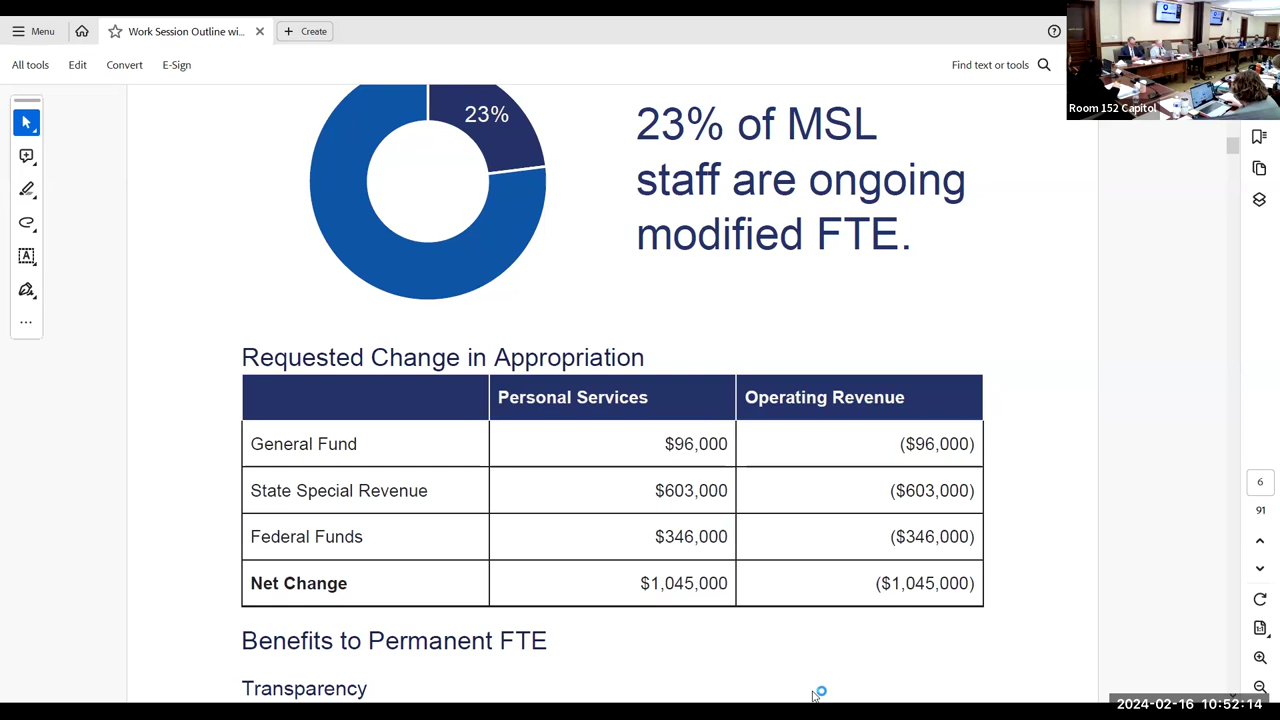 Menu
Work Session Outline wi...
Create
All tools
Edit
Convert
E-Sign
Find text or tools
Room 152 Capitol
23%
23% of MSL
staff are ongoing
modified FTE.
Requested Change in Appropriation
Personal Services
Operating Revenue
General Fund
$96,000
($96,000)
State Special Revenue
$603,000
($603,000)
Federal Funds
$346,000
($346,000)
Net Change
$1,045,000
($1,045,000)
Benefits to Permanent FTE
Transparency
6
91
2024-02-16 10:52:14